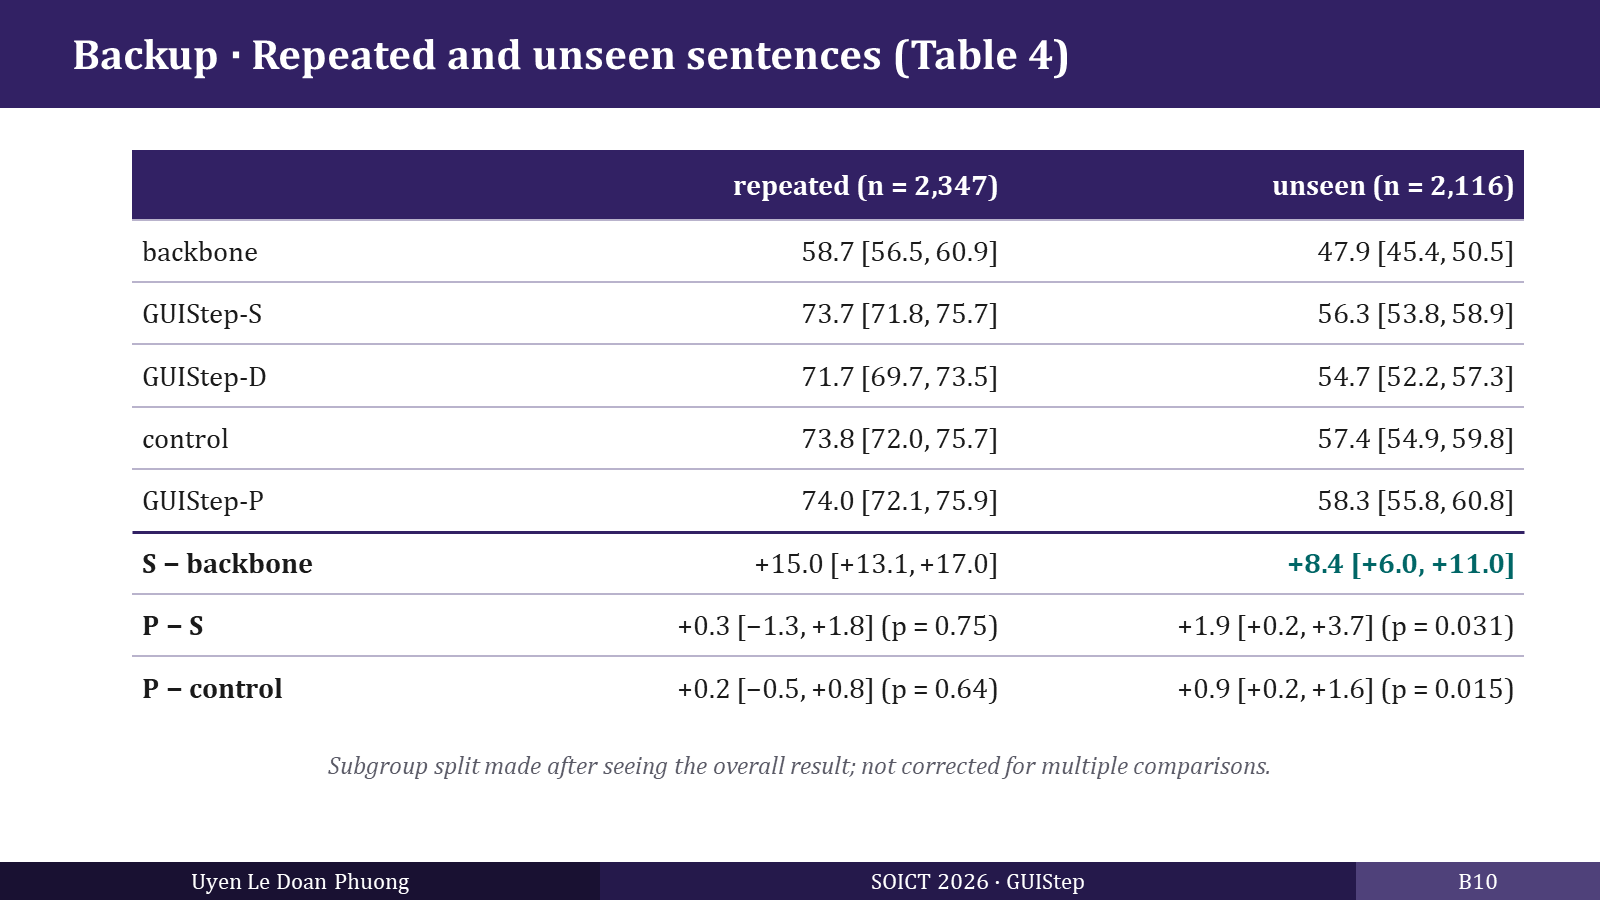 Backup · Repeated and unseen sentences (Table 4)
repeated (n = 2,347) unseen (n = 2,116)
backbone 58.7 [56.5, 60.9] 47.9 [45.4, 50.5]
GUIStep-S 73.7 [71.8, 75.7] 56.3 [53.8, 58.9]
GUIStep-D 71.7 [69.7, 73.5] 54.7 [52.2, 57.3]
control 73.8 [72.0, 75.7] 57.4 [54.9, 59.8]
GUIStep-P 74.0 [72.1, 75.9] 58.3 [55.8, 60.8]
S − backbone +15.0 [+13.1, +17.0] +8.4 [+6.0, +11.0]
P − S +0.3 [−1.3, +1.8] (p = 0.75) +1.9 [+0.2, +3.7] (p = 0.031)
P − control +0.2 [−0.5, +0.8] (p = 0.64) +0.9 [+0.2, +1.6] (p = 0.015)
Subgroup split made after seeing the overall result; not corrected for multiple comparisons.
Uyen Le Doan Phuong SOICT 2026 · GUIStep B10